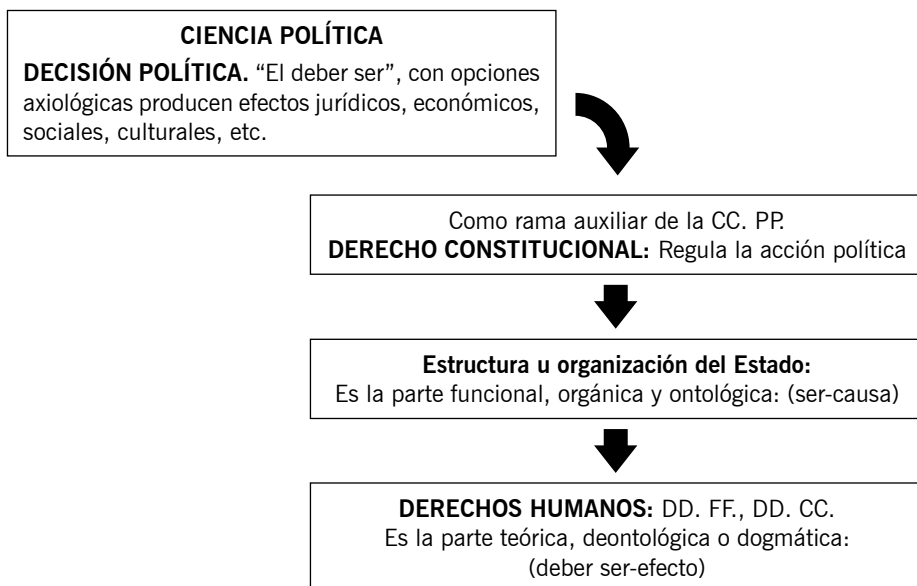 CIENCIA POLÍTICA
DECISIÓN POLÍTICA. “El deber ser”, con opciones
axiológicas producen efectos jurídicos, económicos,
sociales, culturales, etc.
Como rama auxiliar de la CC. PP.
DERECHO CONSTITUCIONAL: Regula la acción política
Estructura u organización del Estado:
Es la parte funcional, orgánica y ontológica: (ser-causa)
DERECHOS HUMANOS: DD. FF., DD. CC.
Es la parte teórica, deontológica o dogmática:
(deber ser-efecto)